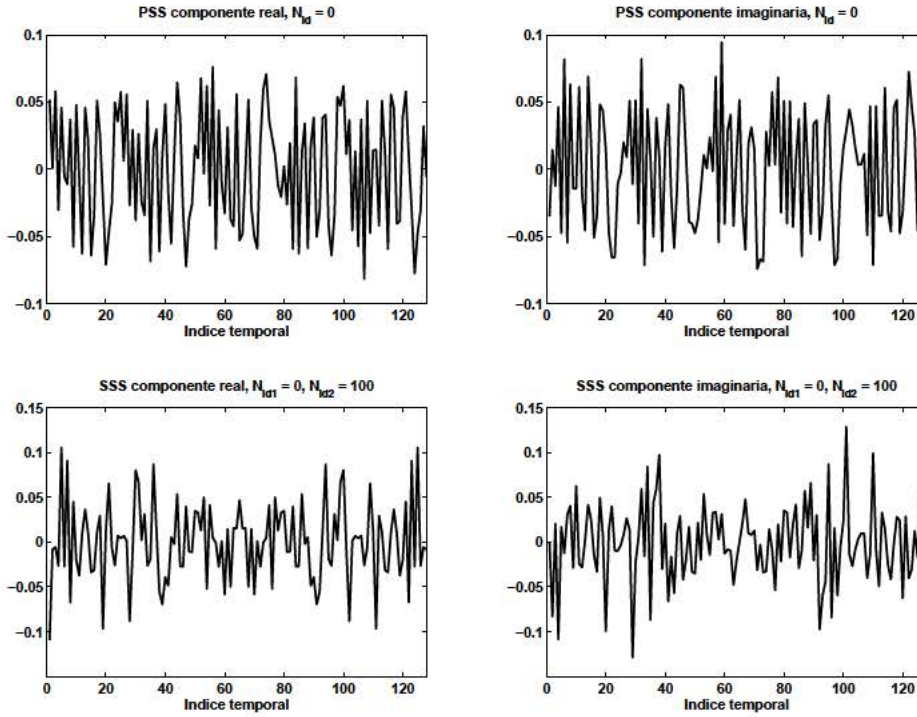 PSS componente real, N_id = 0
0.1
0.05
0
−0.05
−0.1
0 20 40 60 80 100 120
Indice temporal
PSS componente imaginaria, N_id = 0
0.1
0.05
0
−0.05
−0.1
0 20 40 60 80 100 120
Indice temporal
SSS componente real, N_id1 = 0, N_id2 = 100
0.15
0.1
0.05
0
−0.05
−0.1
0 20 40 60 80 100 120
Indice temporal
SSS componente imaginaria, N_id1 = 0, N_id2 = 100
0.15
0.1
0.05
0
−0.05
−0.1
0 20 40 60 80 100 120
Indice temporal